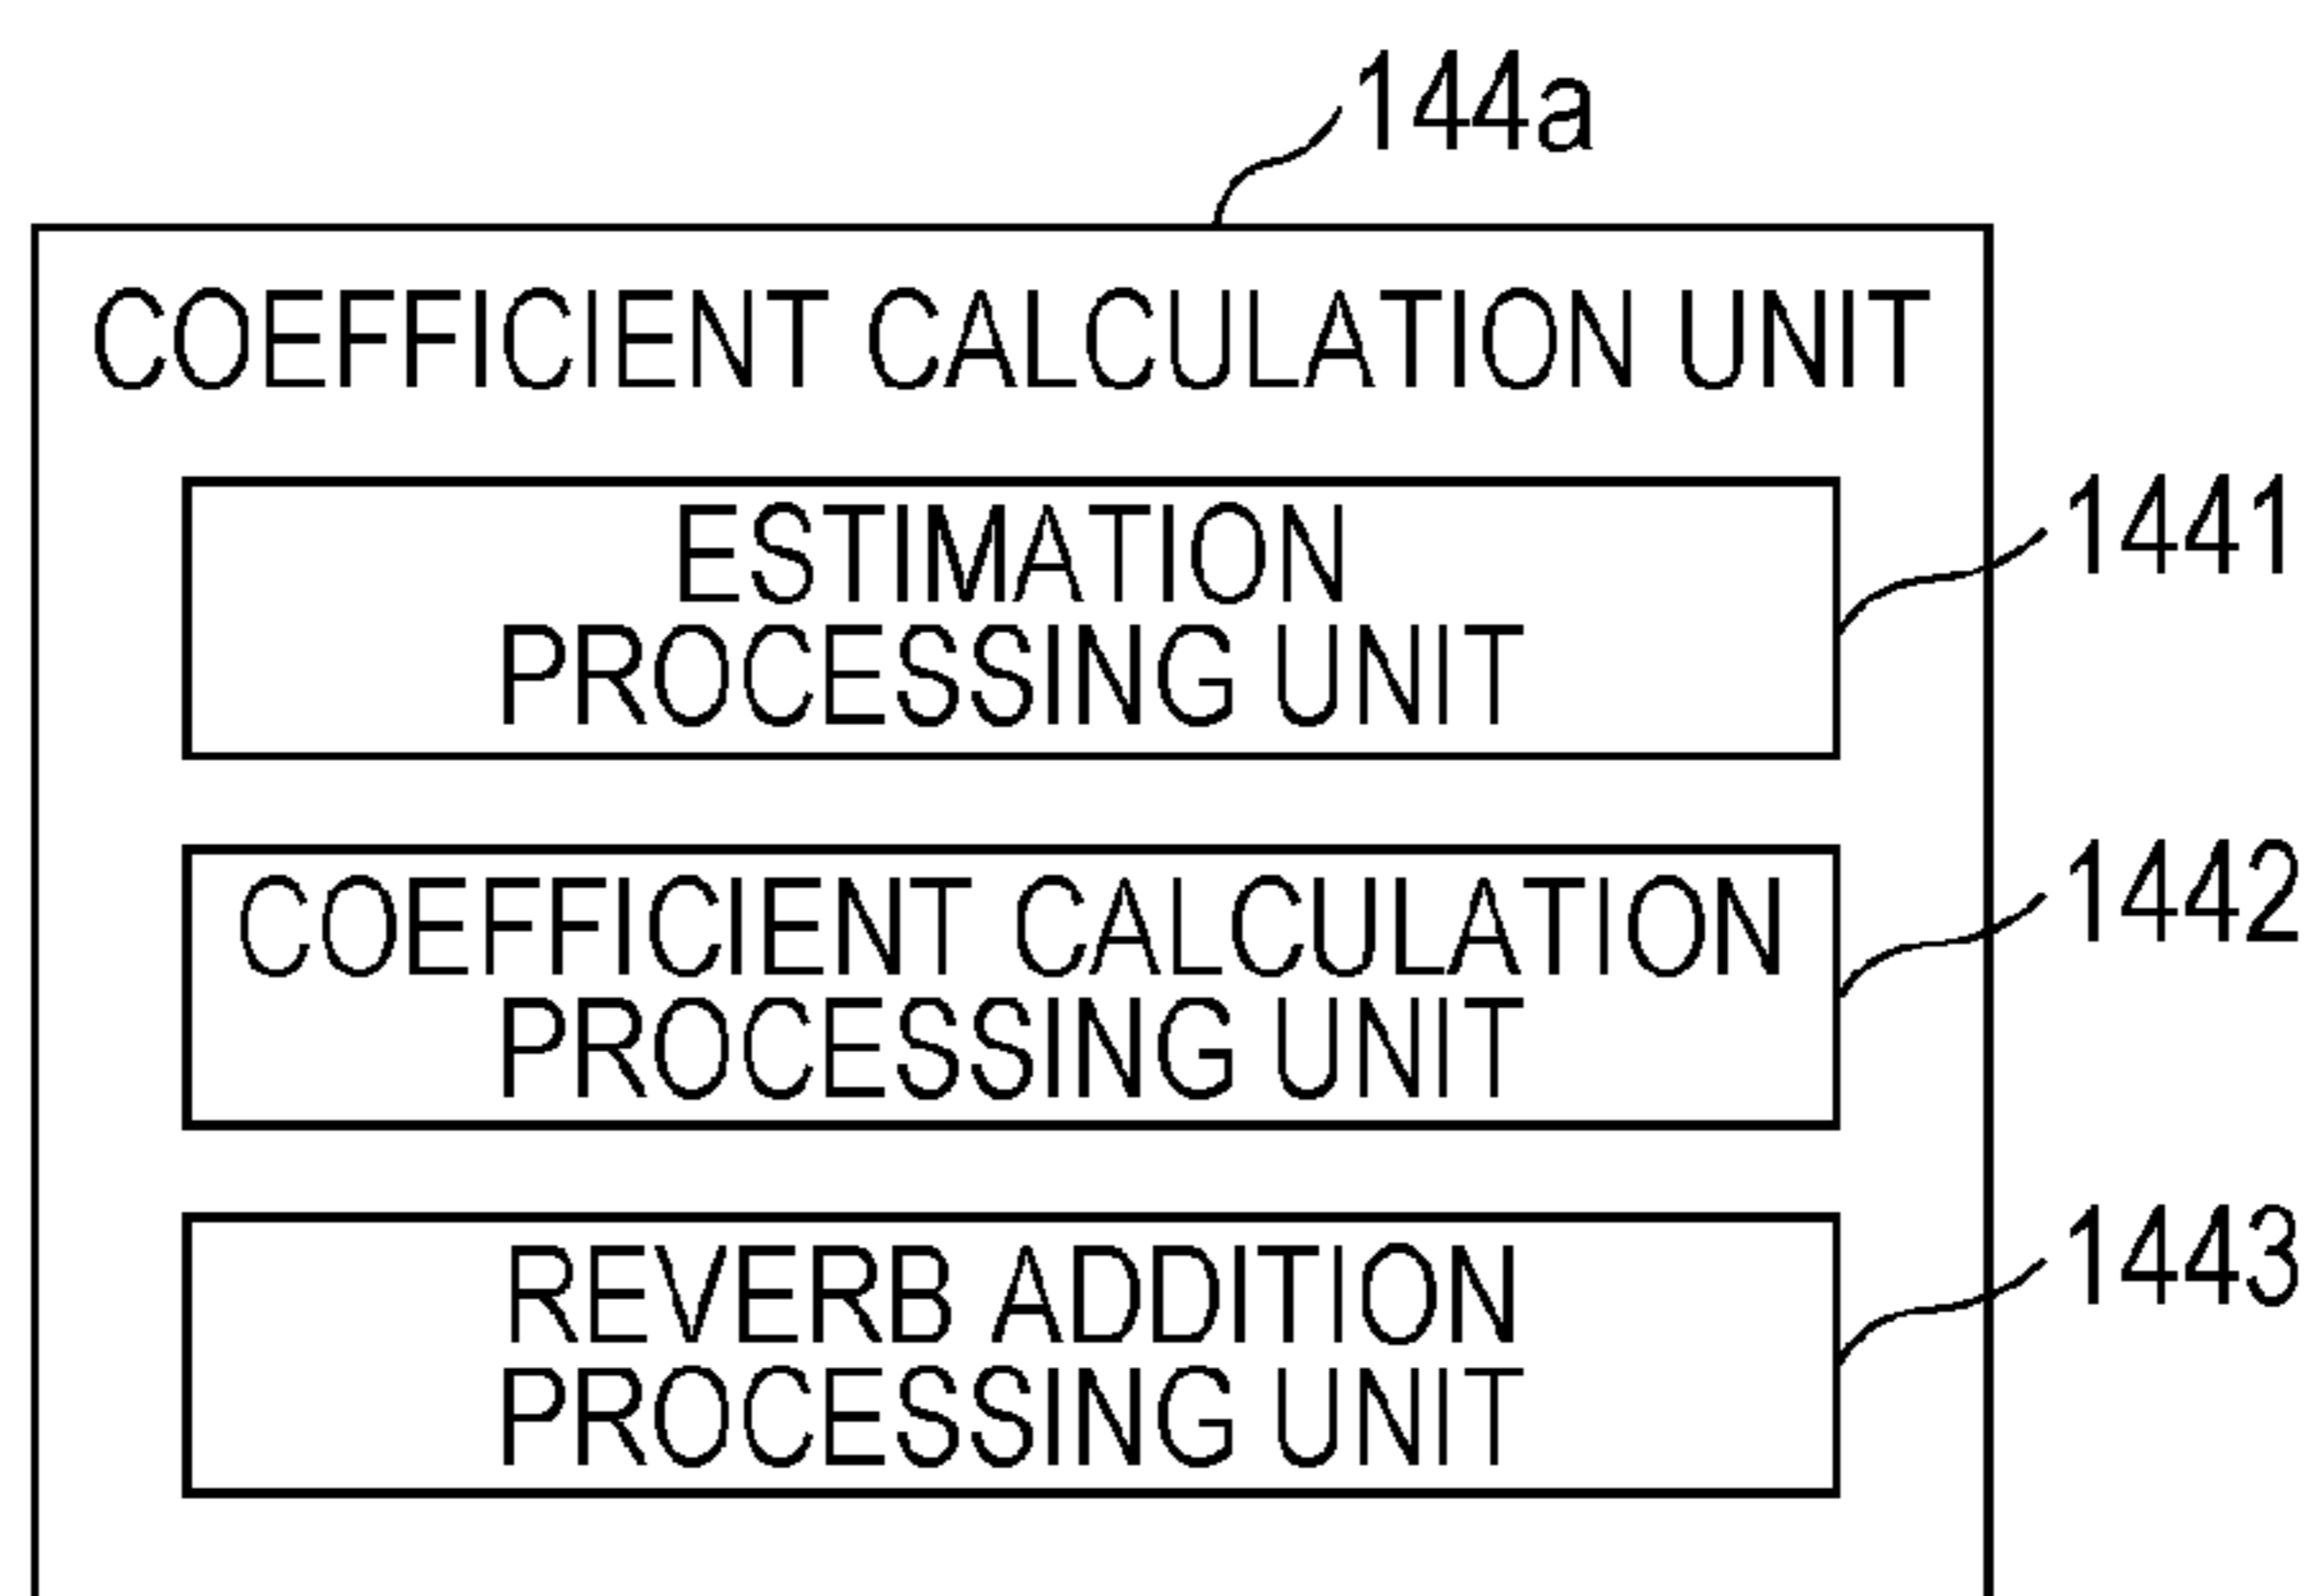 144a
COEFFICIENT CALCULATION UNIT
ESTIMATION
PROCESSING UNIT
1441
COEFFICIENT CALCULATION
PROCESSING UNIT
1442
REVERB ADDITION
PROCESSING UNIT
1443